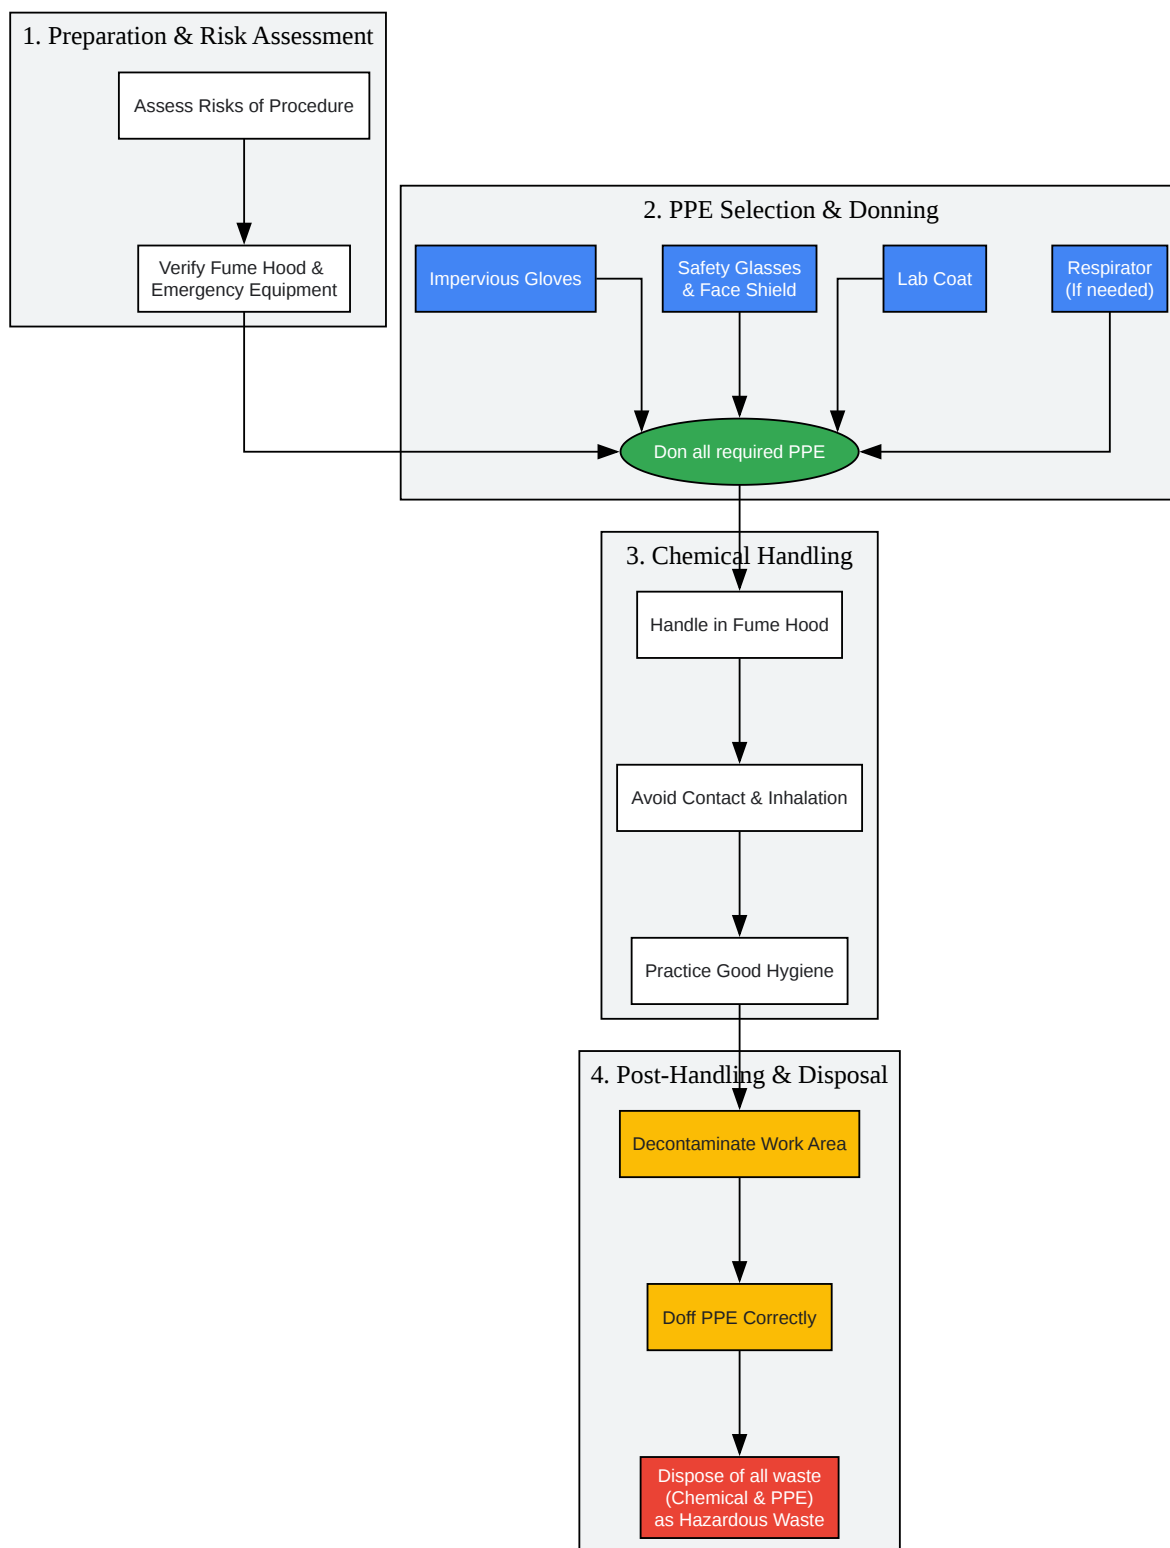 1. Preparation & Risk Assessment
Assess Risks of Procedure
Verify Fume Hood &
Emergency Equipment
2. PPE Selection & Donning
Impervious Gloves
Safety Glasses
& Face Shield
Lab Coat
Respirator
(If needed)
Don all required PPE
3. Chemical Handling
Handle in Fume Hood
Avoid Contact & Inhalation
Practice Good Hygiene
4. Post-Handling & Disposal
Decontaminate Work Area
Doff PPE Correctly
Dispose of all waste
(Chemical & PPE)
as Hazardous Waste